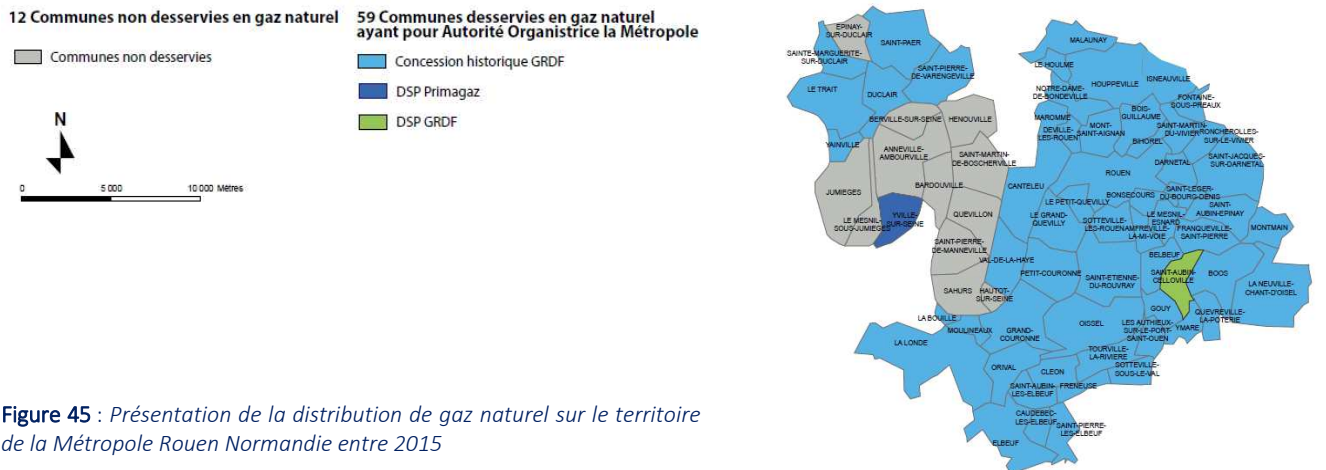 12 Communes non desservies en gaz naturel
Communes non desservies
59 Communes desservies en gaz naturel
ayant pour Autorité Organistrice la Métropole
Concession historique GRDF
DSP Primagaz
DSP GRDF
N
0 5 000 10 000 Mètres
EPINAY-
SUR-DUCLAIR
SAINT-PAER
SAINTE-MARGUERITE-
SUR-DUCLAIR
SAINT-PIERRE-
DE-VARENGEVILLE
LE TRAIT
DUCLAIR
BERVILLE-SUR-SEINE
HENOUVILLE
YAINVILLE
ANNEVILLE-
AMBOURVILLE
SAINT-MARTIN-
DE-BOSCHERVILLE
JUMIEGES
BARDOUVILLE
LE MESNIL-
SOUS-JUMIEGES
YVILLE-
SUR-SEINE
QUEVILLON
SAINT-PIERRE-
DE-MANNEVILLE
SAHURS
HAUTOT-
SUR-SEINE
MALAUNAY
LE HOULME
HOUPPEVILLE
ISNEAUVILLE
NOTRE-DAME-
DE-BONDEVILLE
FONTAINE-
SOUS-PREAUX
MAROMME
BOIS-
GUILLAUME
DEVILLE-
LES-ROUEN
MONT-
SAINT-AIGNAN
SAINT-MARTIN-
DU-VIVIER
RONCHEROLLES-
SUR-LE-VIVIER
BIHOREL
DARNETAL
SAINT-JACQUES-
SUR-DARNETAL
ROUEN
CANTELEU
SAINT-LEGER-
DU-BOURG-DENIS
BONSECOURS
LE PETIT-QUEVILLY
SAINT-
AUBIN-EPINAY
LE GRAND-
QUEVILLY
SOTTEVILLE-
LES-ROUEN
LE MESNIL-
ESNARD
AMFREVILLE-
LA-MI-VOIE
FRANQUEVILLE-
SAINT-PIERRE
MONTMAIN
VAL-DE-LA-HAYE
BELBEUF
PETIT-COURONNE
SAINT-ETIENNE-
DU-ROUVRAY
SAINT-AUBIN-
CELLOVILLE
BOOS
LA NEUVILLE-
CHANT-D'OISEL
GOUY
QUEVREVILLE-
LA-POTERIE
LA BOUILLE
MOULINEAUX
GRAND-
COURONNE
OISSEL
LES AUTHIEUX-
SUR-LE-PORT-
SAINT-OUEN
YMARE
LA LONDE
TOURVILLE-
LA-RIVIERE
ORIVAL
CLEON
SOTTEVILLE-
SOUS-LE-VAL
SAINT-AUBIN-
LES-ELBEUF
FRENEUSE
CAUDEBEC-
LES-ELBEUF
SAINT-PIERRE-
LES-ELBEUF
ELBEUF
Figure 45 : Présentation de la distribution de gaz naturel sur le territoire
de la Métropole Rouen Normandie entre 2015